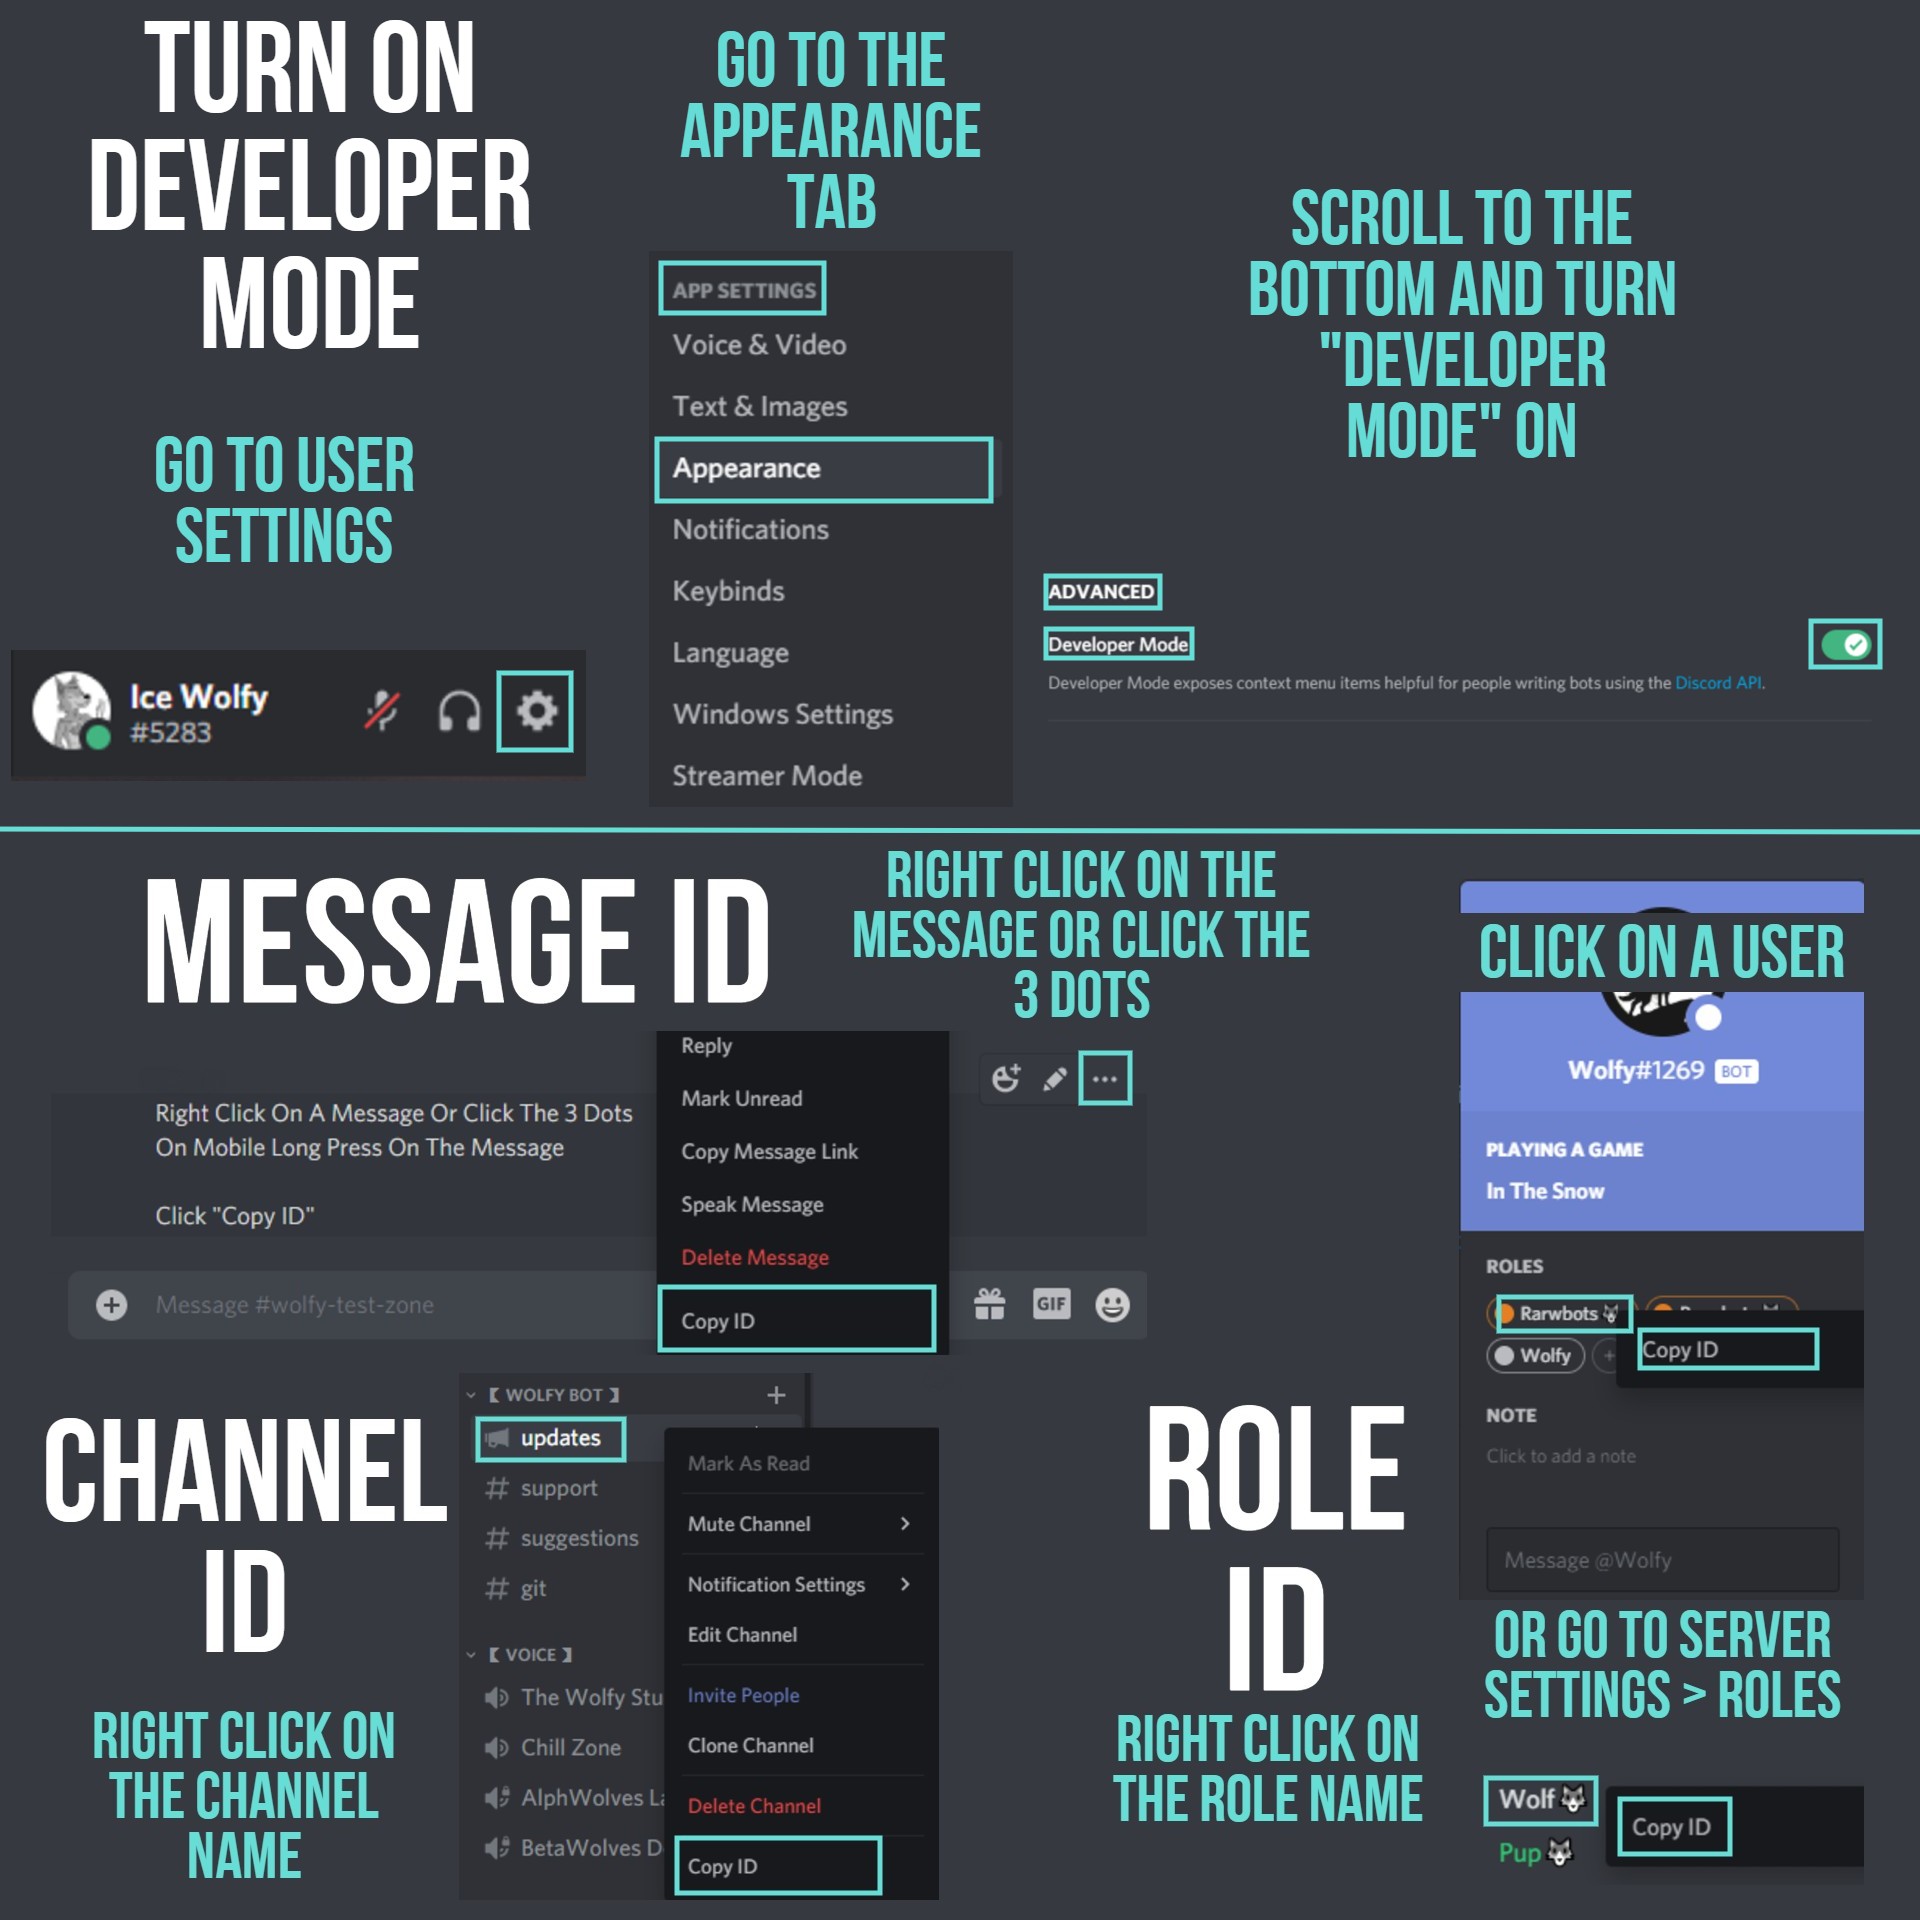 TURN ON
DEVELOPER
MODE
GO TO USER
SETTINGS
Ice Wolfy
#5283
GO TO THE
APPEARANCE
TAB
APP SETTINGS
Voice & Video
Text & Images
Appearance
Notifications
Keybinds
Language
Windows Settings
Streamer Mode
SCROLL TO THE
BOTTOM AND TURN
"DEVELOPER
MODE" ON
ADVANCED
Developer Mode
Developer Mode exposes context menu items helpful for people writing bots using the Discord API.
MESSAGE ID
RIGHT CLICK ON THE
MESSAGE OR CLICK THE
3 DOTS
Right Click On A Message Or Click The 3 Dots
On Mobile Long Press On The Message
Click "Copy ID"
Message #wolfy-test-zone
Reply
Mark Unread
Copy Message Link
Speak Message
Delete Message
Copy ID
GIF
CHANNEL
ID
RIGHT CLICK ON
THE CHANNEL
NAME
【 WOLFY BOT 】
updates
# support
# suggestions
# git
【 VOICE 】
The Wolfy Stu
Chill Zone
AlphWolves La
BetaWolves D
Mark As Read
Mute Channel
Notification Settings
Edit Channel
Invite People
Clone Channel
Delete Channel
Copy ID
ROLE
ID
RIGHT CLICK ON
THE ROLE NAME
CLICK ON A USER
Wolfy#1269 BOT
PLAYING A GAME
In The Snow
ROLES
Rarwbots
Wolfy
Copy ID
NOTE
Click to add a note
Message @Wolfy
OR GO TO SERVER
SETTINGS > ROLES
Wolf
Pup
Copy ID